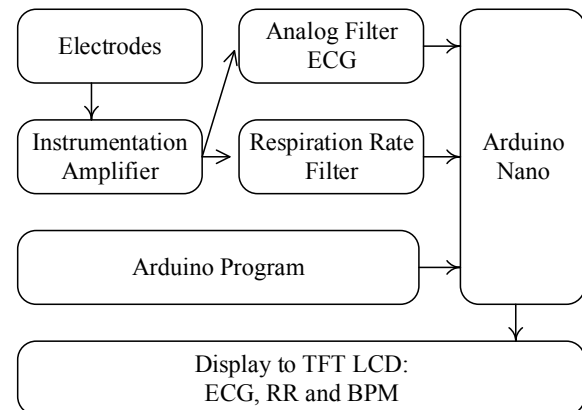 Electrodes
Analog Filter
ECG
Instrumentation
Amplifier
Respiration Rate
Filter
Arduino
Nano
Arduino Program
Display to TFT LCD:
ECG, RR and BPM